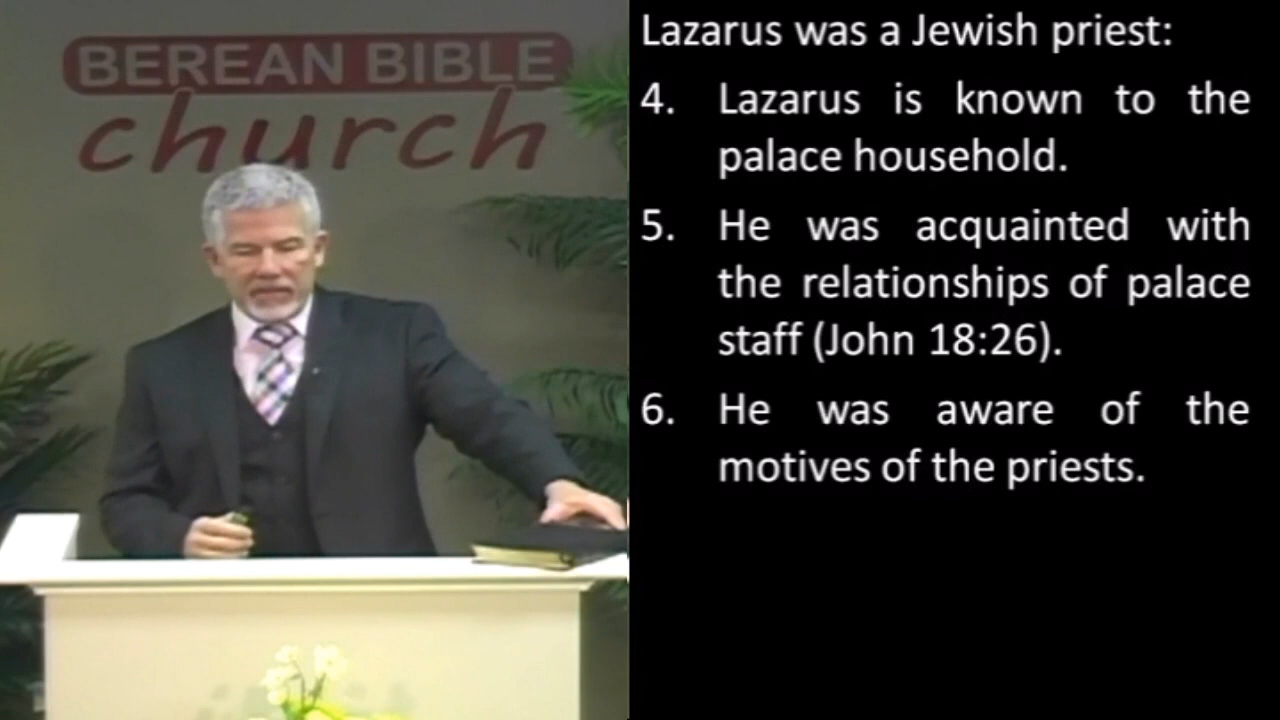 BEREAN BIBLE
church
Lazarus was a Jewish priest:
4. Lazarus is known to the
palace household.
5. He was acquainted with
the relationships of palace
staff (John 18:26).
6. He was aware of the
motives of the priests.